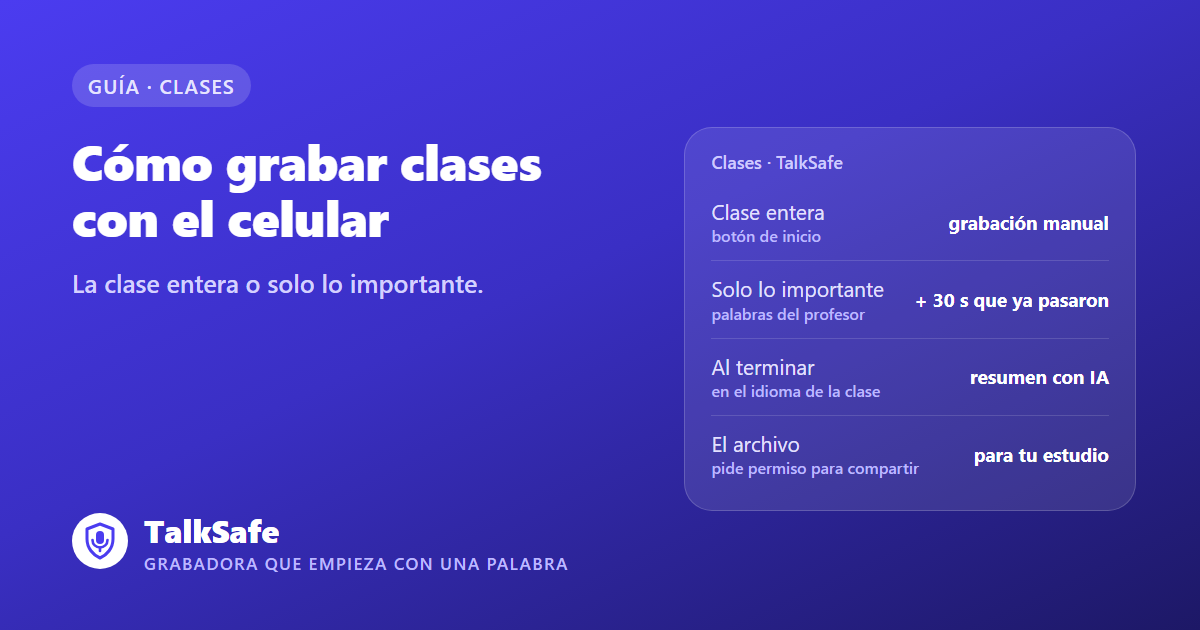 GUÍA · CLASES
Cómo grabar clases
con el celular
La clase entera o solo lo importante.
Clases · TalkSafe
Clase entera
botón de inicio
grabación manual
Solo lo importante
palabras del profesor
+ 30 s que ya pasaron
Al terminar
en el idioma de la clase
resumen con IA
El archivo
pide permiso para compartir
para tu estudio
TalkSafe
GRABADORA QUE EMPIEZA CON UNA PALABRA